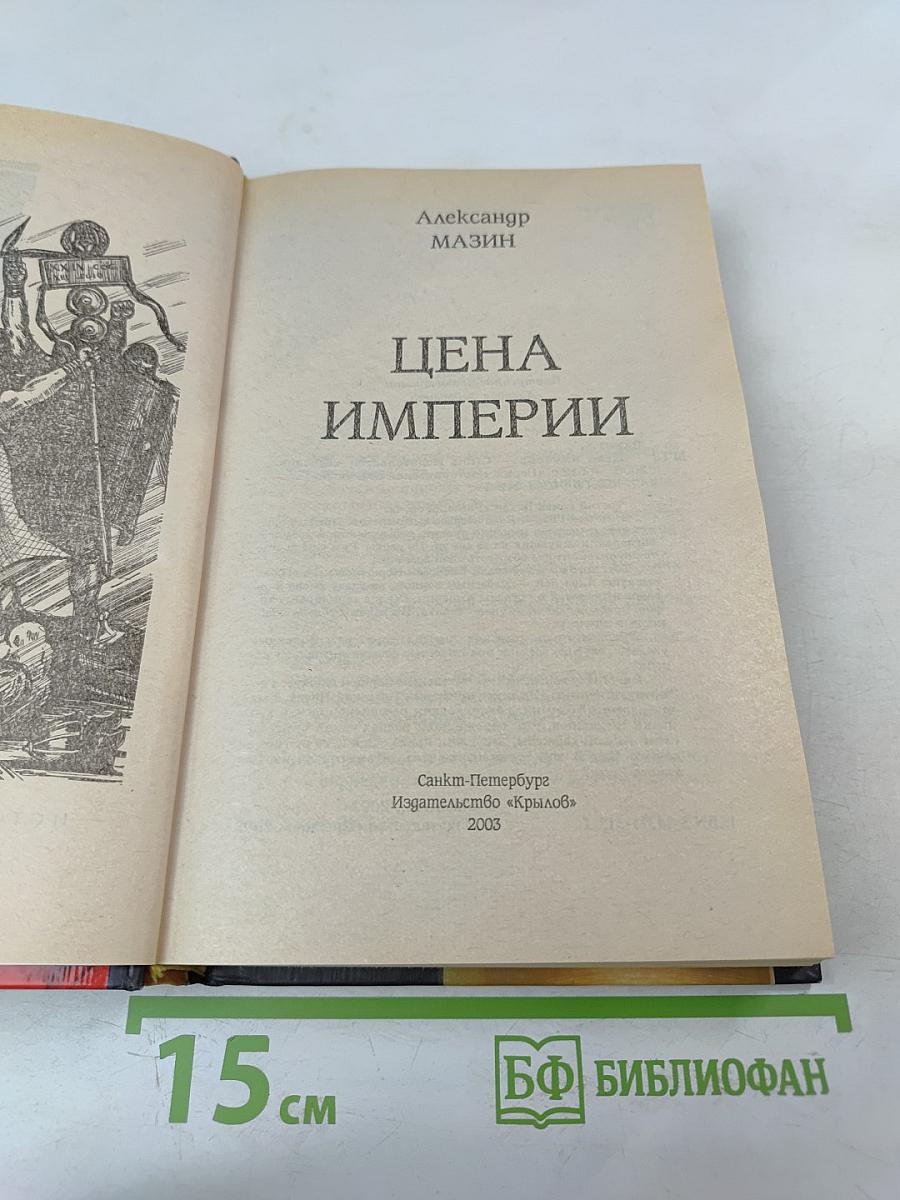 Александр
МАЗИН
ЦЕНА
ИМПЕРИИ
Санкт-Петербург
Издательство «Крылов»
2003
15 см
БФ БИБЛИОФАН